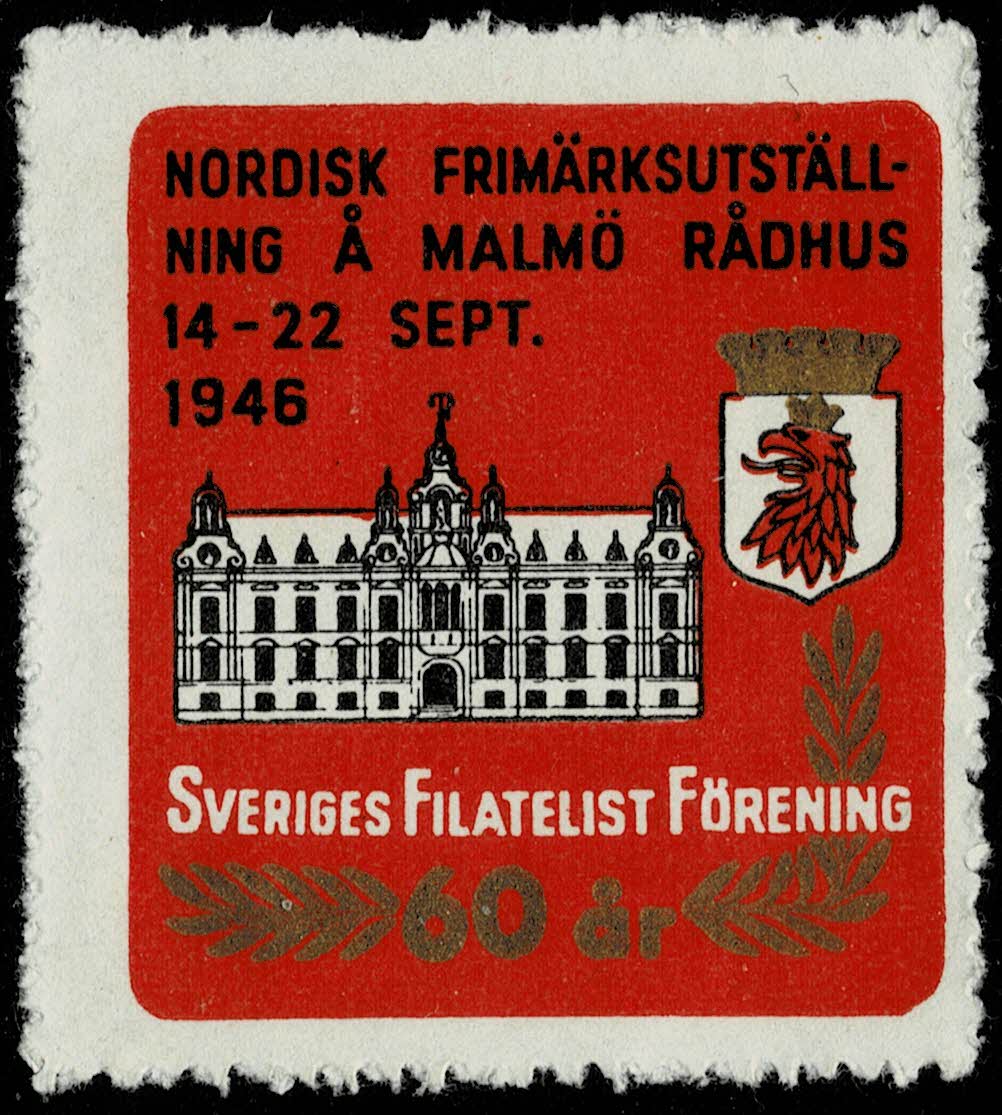 NORDISK FRIMÄRKSUTSTÄLL-
NING Å MALMÖ RÅDHUS
14-22 SEPT.
1946
SVERIGES FILATELIST FÖRENING
60 år